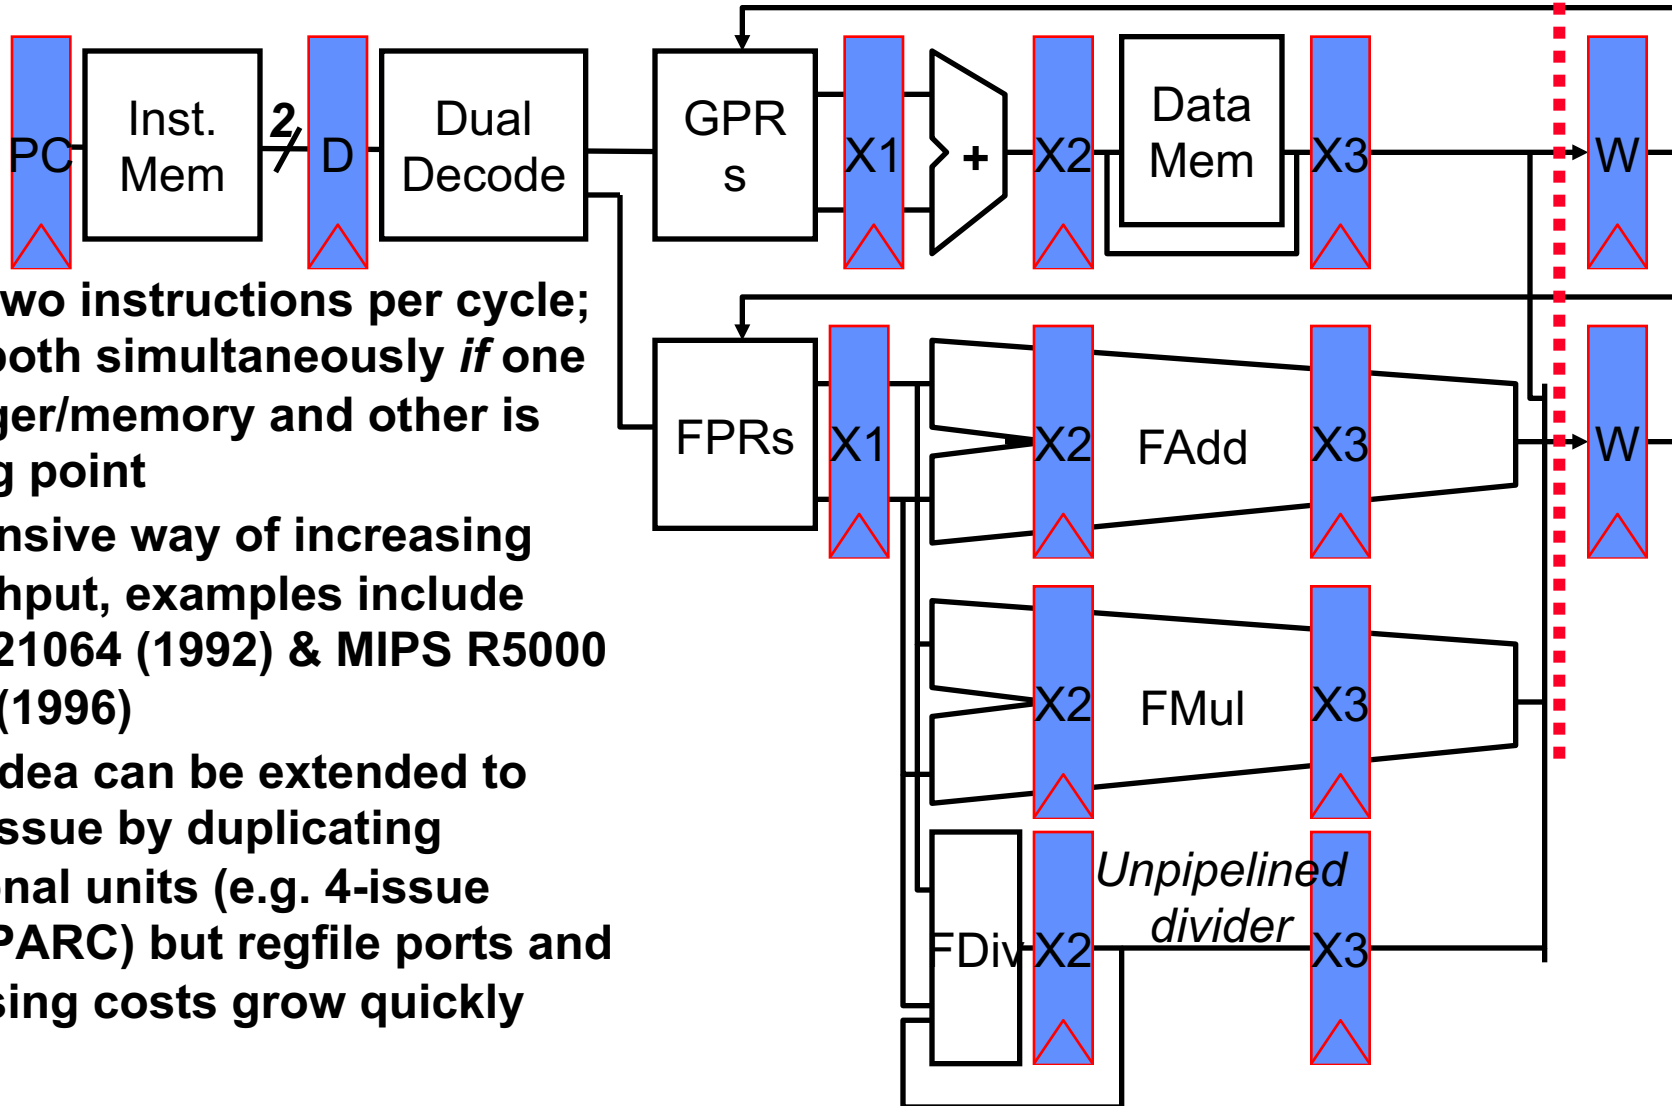 PC
Inst.
Mem
2
D
Dual
Decode
GPR
s
X1
+
X2
Data
Mem
X3
W
wo instructions per cycle;
both simultaneously if one
ger/memory and other is
g point
nsive way of increasing
hput, examples include
21064 (1992) & MIPS R5000
(1996)
dea can be extended to
ssue by duplicating
onal units (e.g. 4-issue
PARC) but regfile ports and
sing costs grow quickly
FPRs
X1
X2
FAdd
X3
W
X2
FMul
X3
FDiv
X2
Unpipelined
divider
X3